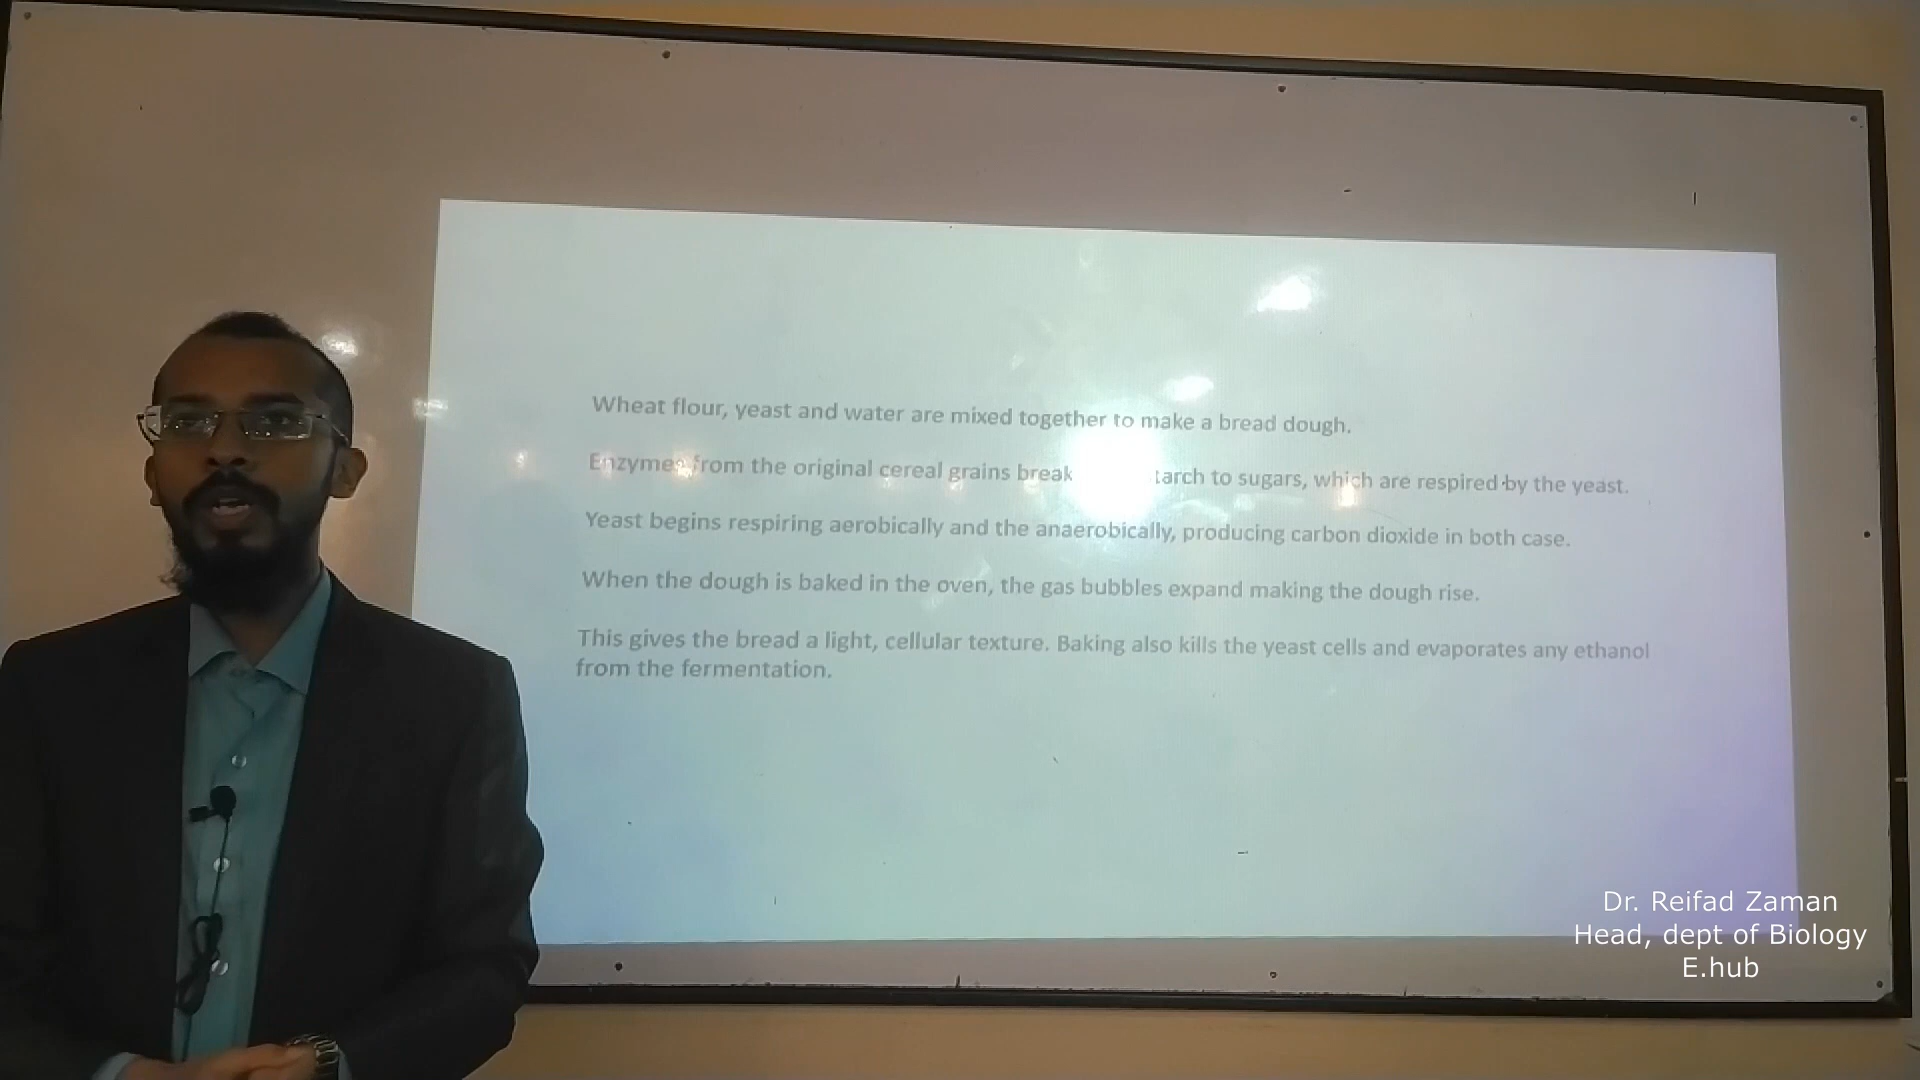 Wheat flour, yeast and water are mixed together to make a bread dough.
Enzymes from the original cereal grains break tarch to sugars, which are respired by the yeast.
Yeast begins respiring aerobically and the anaerobically, producing carbon dioxide in both case.
When the dough is baked in the oven, the gas bubbles expand making the dough rise.
This gives the bread a light, cellular texture. Baking also kills the yeast cells and evaporates any ethanol
from the fermentation.
Dr. Reifad Zaman
Head, dept of Biology
E.hub